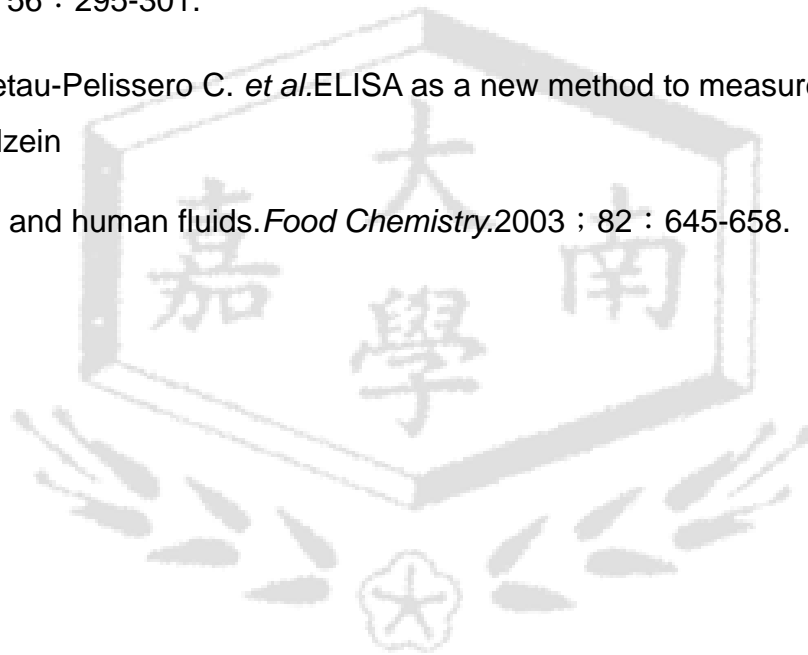 56：295-301.
etau-Pelissero C. et al.ELISA as a new method to measure
lzein
and human fluids.Food Chemistry.2003；82：645-658.
大
嘉 南
學